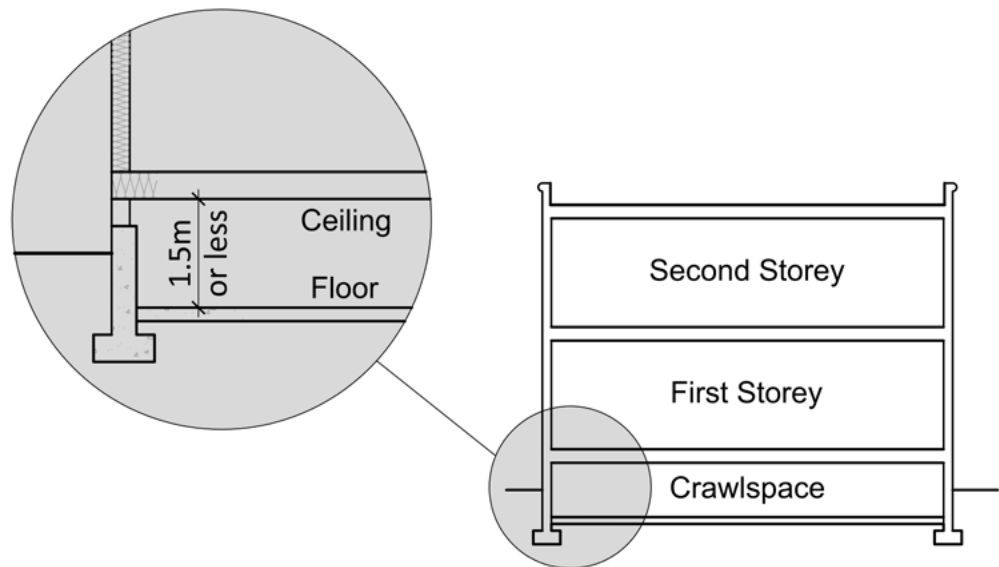 1.5m
or less
Ceiling
Floor
Second Storey
First Storey
Crawlspace